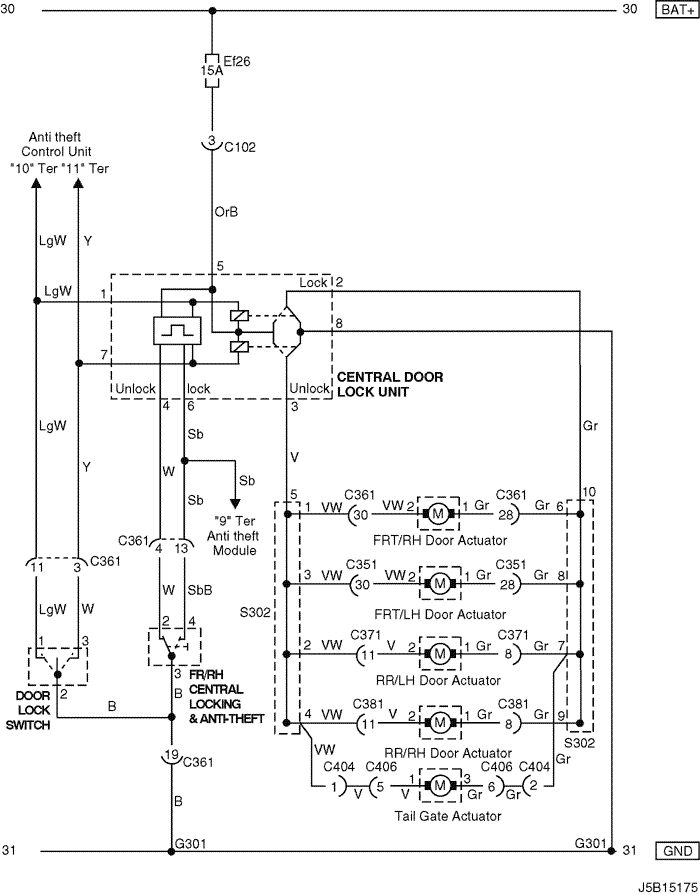 30
30
BAT+
Ef26
15A
3
C102
Anti theft
Control Unit
"10" Ter "11" Ter
OrB
LgW
Y
5
LgW
1
Lock
2
8
7
Unlock
lock
Unlock
CENTRAL DOOR
LOCK UNIT
4
6
3
LgW
Sb
Gr
V
Y
W
Sb
Sb
5
10
"9" Ter
Anti theft
Module
1 VW C361 30 VW 2 M 1 Gr C361 28 Gr 6
FRT/RH Door Actuator
C361
4
13
11
3
C361
3 VW C351 30 VW 2 M 1 Gr C351 28 Gr 8
FRT/LH Door Actuator
LgW
W
W
SbB
S302
2 VW C371 11 V 2 M 1 Gr C371 8 Gr 7
RR/LH Door Actuator
1
3
2
4
2
3
DOOR
LOCK
SWITCH
B
B
FR/RH
CENTRAL
LOCKING
& ANTI-THEFT
4 VW C381 11 V 2 M 1 Gr C381 8 Gr 9
RR/RH Door Actuator
S302
VW
Gr
19
C361
C404 C406 C406 C404
1 V 5 V 1 M 3 Gr 6 Gr 2
Tail Gate Actuator
B
31
G301
G301
31
GND
J5B15175